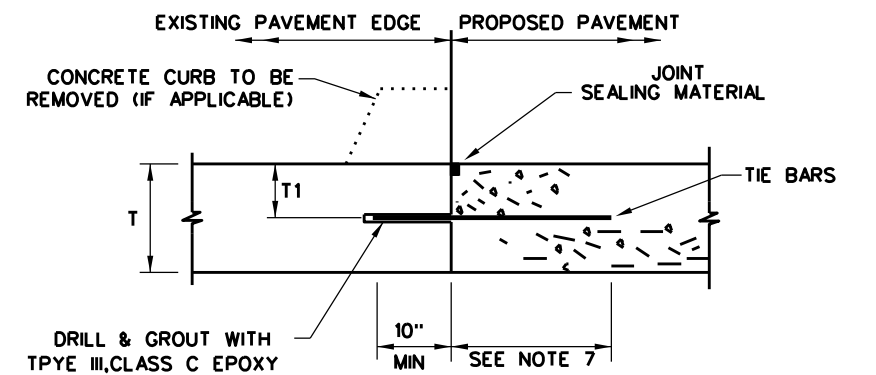 EXISTING PAVEMENT EDGE
PROPOSED PAVEMENT
CONCRETE CURB TO BE
REMOVED (IF APPLICABLE)
JOINT
SEALING MATERIAL
TIE BARS
T1
T
DRILL & GROUT WITH
TPYE III,CLASS C EPOXY
10"
MIN
SEE NOTE 7